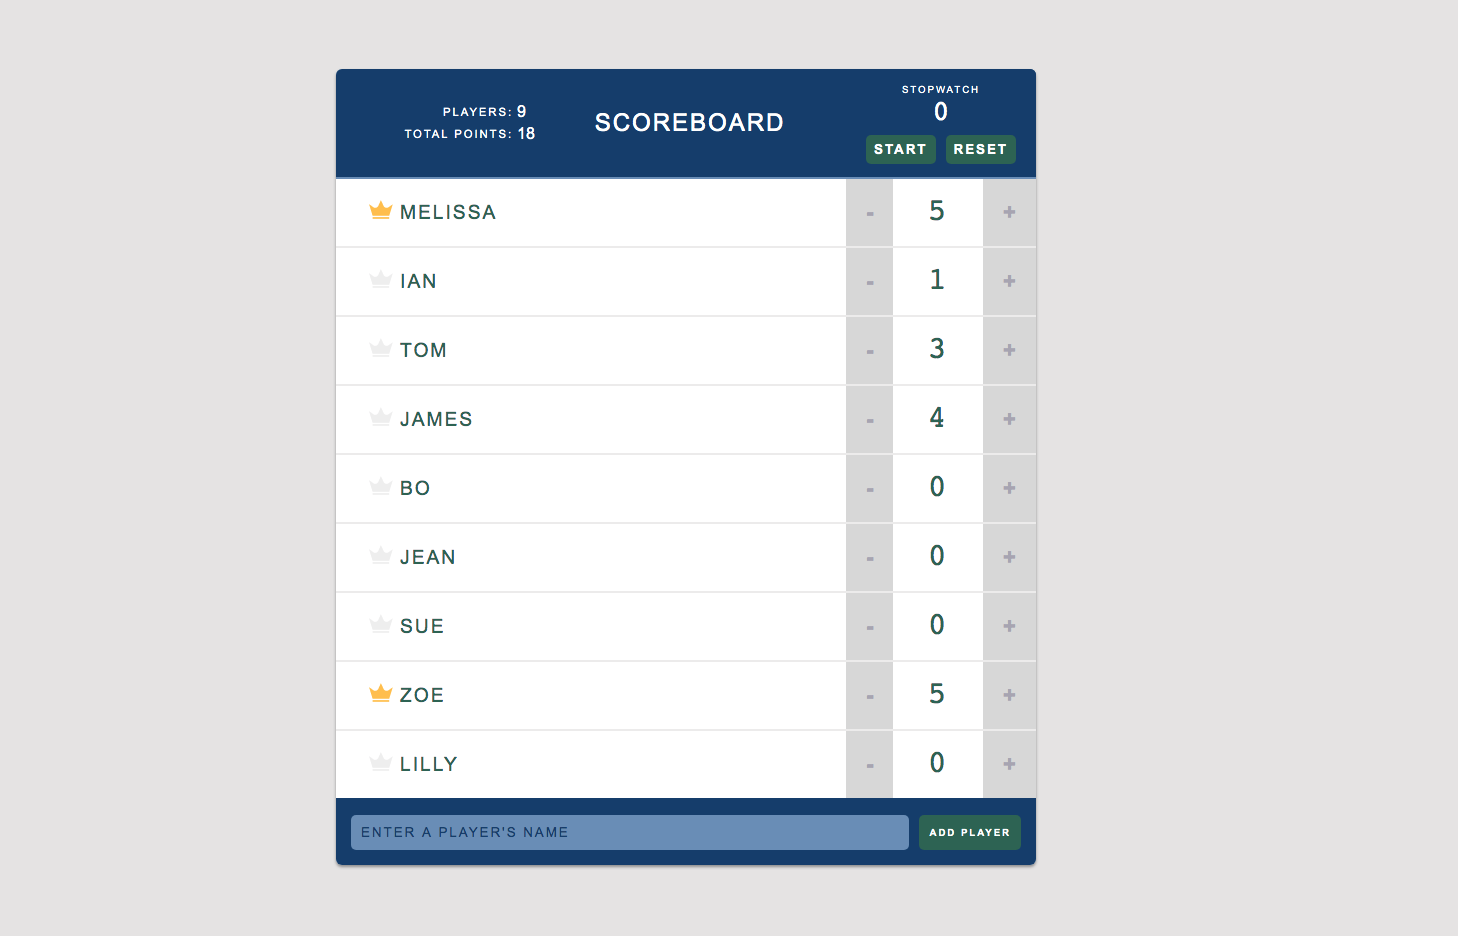 PLAYERS: 9
TOTAL POINTS: 18
SCOREBOARD
STOPWATCH
0
START RESET
MELISSA - 5 +
IAN - 1 +
TOM - 3 +
JAMES - 4 +
BO - 0 +
JEAN - 0 +
SUE - 0 +
ZOE - 5 +
LILLY - 0 +
ENTER A PLAYER'S NAME ADD PLAYER